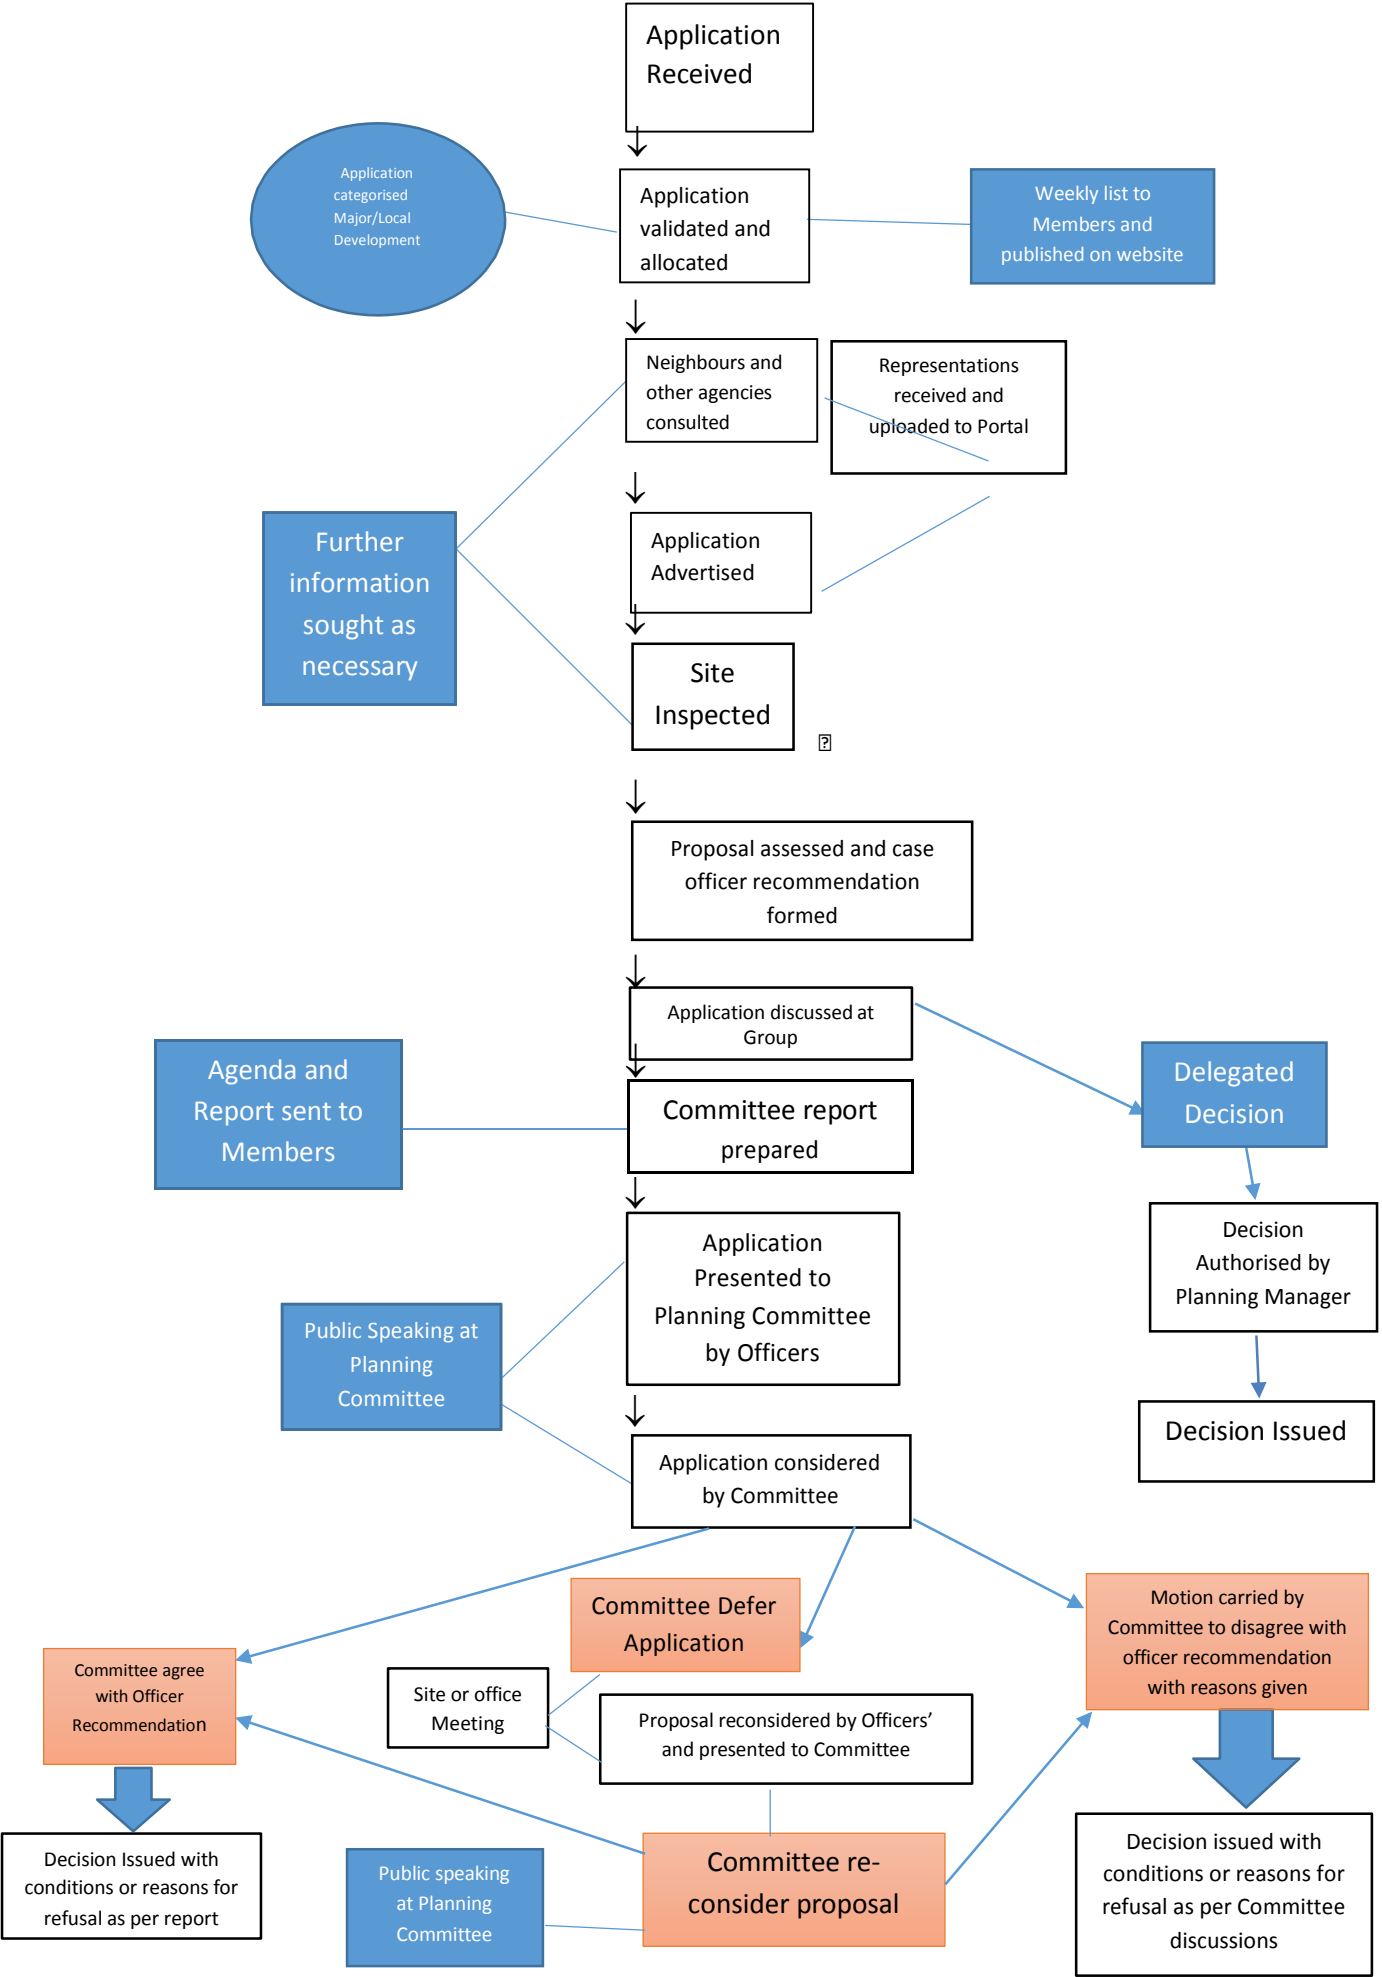 Application
Received
Application
categorised
Major/Local
Development
Application
validated and
allocated
Weekly list to
Members and
published on website
Neighbours and
other agencies
consulted
Representations
received and
uploaded to Portal
Further
information
sought as
necessary
Application
Advertised
Site
Inspected
Proposal assessed and case
officer recommendation
formed
Application discussed at
Group
Agenda and
Report sent to
Members
Committee report
prepared
Delegated
Decision
Application
Presented to
Planning Committee
by Officers
Decision
Authorised by
Planning Manager
Public Speaking at
Planning
Committee
Decision Issued
Application considered
by Committee
Committee Defer
Application
Motion carried by
Committee to disagree with
officer recommendation
with reasons given
Committee agree
with Officer
Recommendation
Site or office
Meeting
Proposal reconsidered by Officers’
and presented to Committee
Decision Issued with
conditions or reasons for
refusal as per report
Public speaking
at Planning
Committee
Committee re-
consider proposal
Decision issued with
conditions or reasons for
refusal as per Committee
discussions